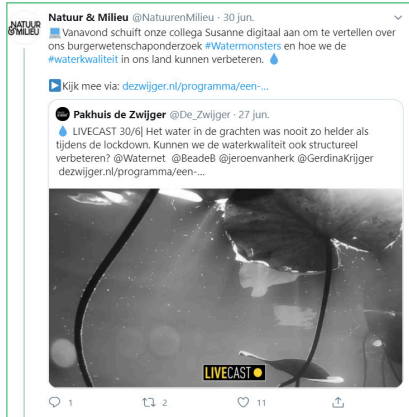 NATUUR
&MILIEU
Natuur & Milieu @NatuurenMilieu · 30 jun.
Vanavond schuift onze collega Susanne digitaal aan om te vertellen over
ons burgerwetenschaponderzoek #Watermonsters en hoe we de
#waterkwaliteit in ons land kunnen verbeteren.
Kijk mee via: dezwijger.nl/programma/een-...
Pakhuis de Zwijger @De_Zwijger · 27 jun.
LIVECAST 30/6| Het water in de grachten was nooit zo helder als
tijdens de lockdown. Kunnen we de waterkwaliteit ook structureel
verbeteren? @Waternet @BeadeB @jeroenvanherk @GerdinaKrijger
dezwijger.nl/programma/een-...
LIVECAST
1 2 11